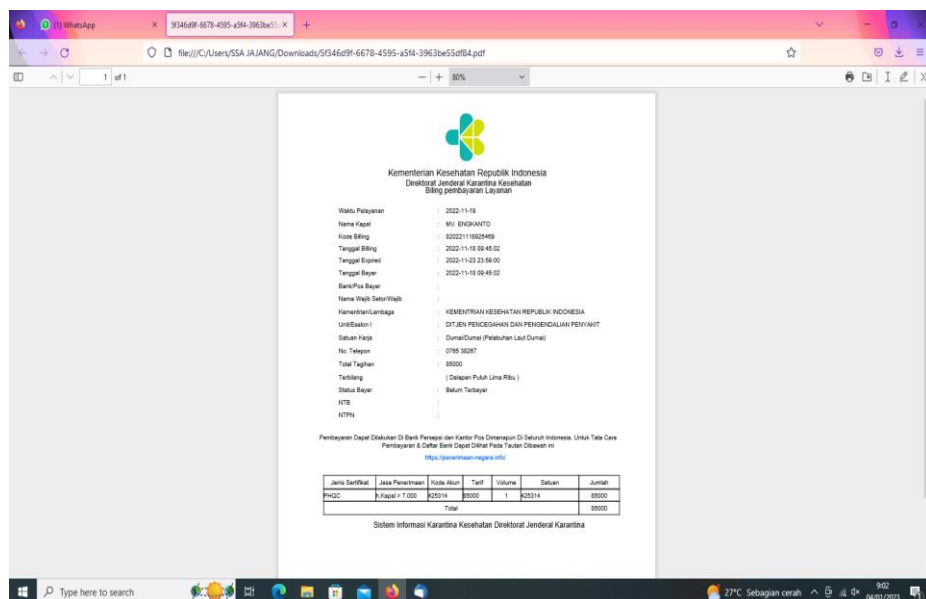 (1) WhatsApp
5f346d9f-6678-4595-a5f4-3963be55
file:///C:/Users/SSA JAJANG/Downloads/5f346d9f-6678-4595-a5f4-3963be55df84.pdf
1 of 1
80%
Kementerian Kesehatan Republik Indonesia
Direktorat Jenderal Karantina Kesehatan
Biling pembayaran Layanan
Waktu Pelayanan : 2022-11-19
Nama Kapal : MV. ENGKANTO
Kode Billing : 820221118925469
Tanggal Billing : 2022-11-18 09:45:02
Tanggal Expired : 2022-11-23 23:59:00
Tanggal Bayar : 2022-11-18 09:45:02
Bank/Pos Bayar :
Nama Wajib Setor/Wajib :
Kementrian/Lembaga : KEMENTRIAN KESEHATAN REPUBLIK INDONESIA
Unit/Eselon I : DITJEN PENCEGAHAN DAN PENGENDALIAN PENYAKIT
Satuan Kerja : Dumai/Dumai (Pelabuhan Laut Dumai)
No. Telepon : 0765 38267
Total Tagihan : 85000
Terbilang ( Delapan Puluh Lima Ribu )
Status Bayar : Belum Terbayar
NTB :
NTPN :
Pembayaran Dapat Dilakukan Di Bank Persepsi dan Kantor Pos Dimanapun Di Seluruh Indonesia. Untuk Tata Cara
Pembayaran & Daftar Bank Dapat Dilihat Pada Tautan Dibawah ini
https://penerimaan-negara.info/
Jenis Sertifikat Jasa Penerimaan Kode Akun Tarif Volume Satuan Jumlah
PHQC h.Kapal > 7.000 425314 85000 1 425314 85000
Total 85000
Sistem Informasi Karantina Kesehatan Direktorat Jenderal Karantina
Type here to search
27°C Sebagian cerah
9:02
04/01/2023